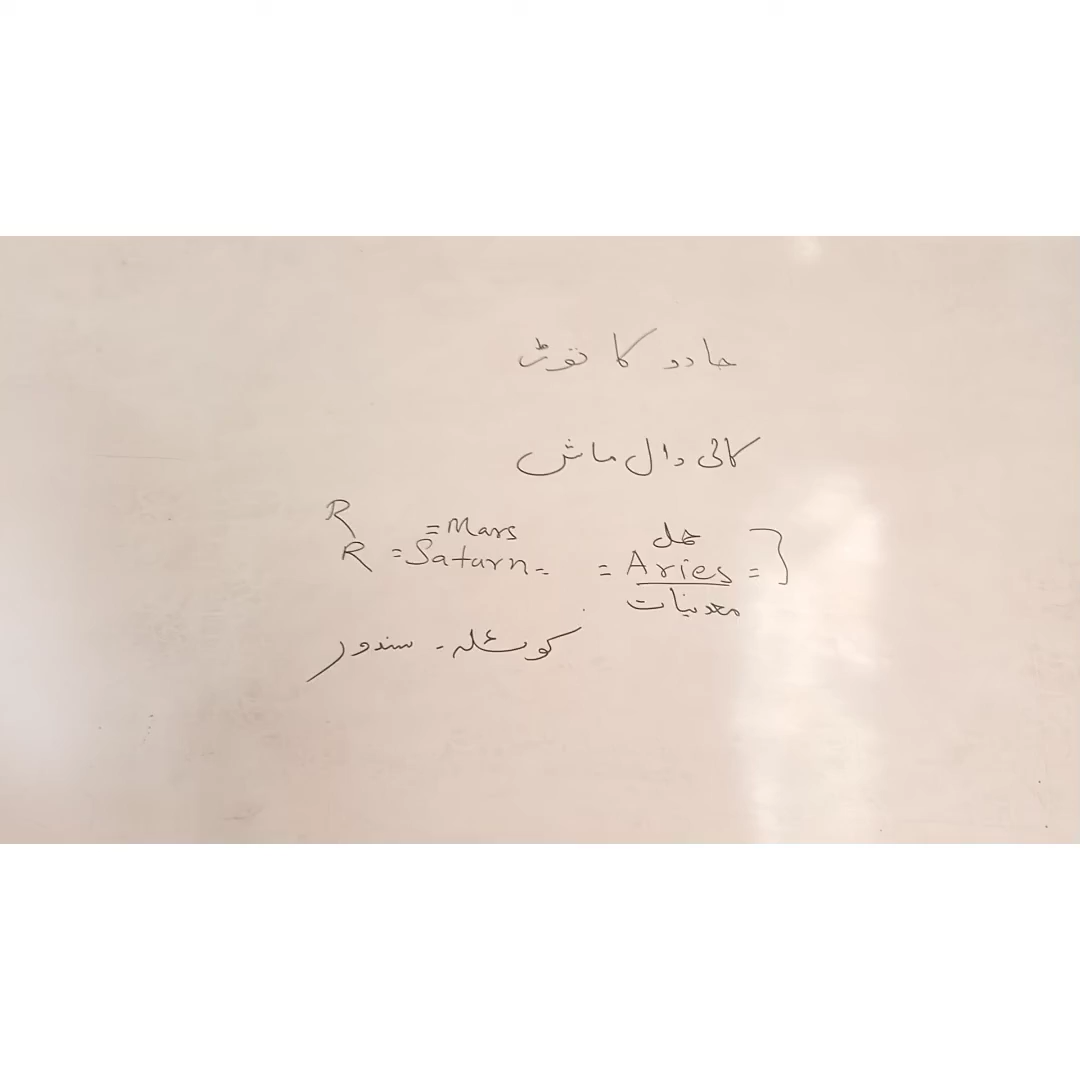 جادو کا توڑ
کالی دال ماش
R = Mars
حمل
R = Saturn - = Aries = }
معدنیات
کوئلہ - سندور